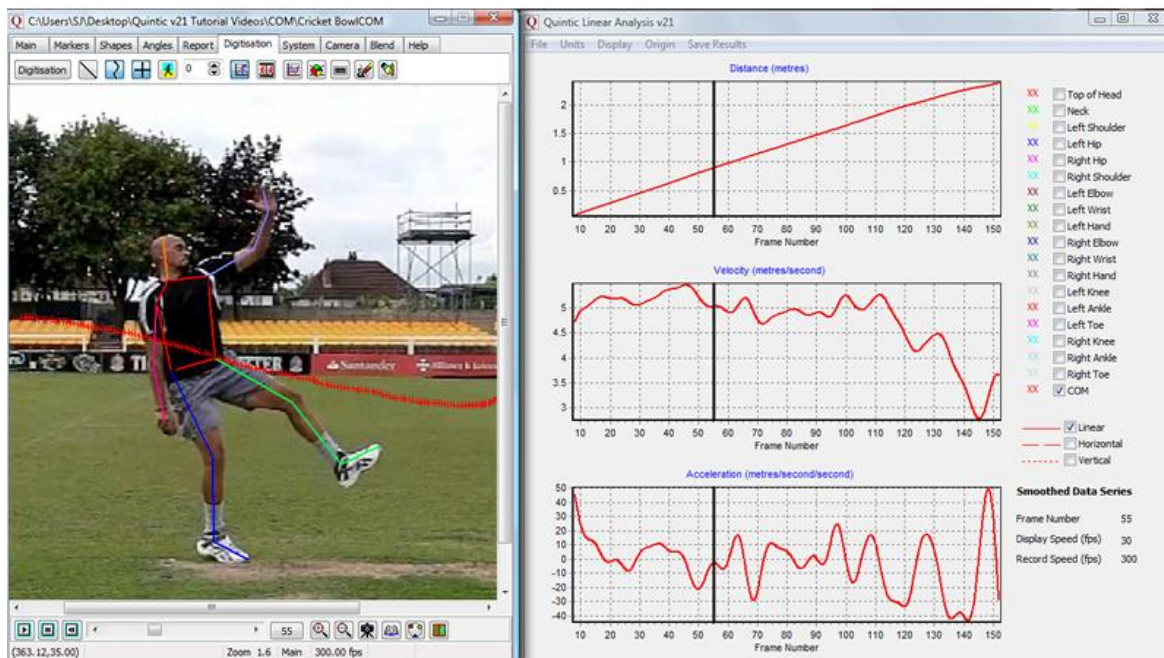 C:\Users\SJ\Desktop\Quintic v21 Tutorial Videos\COM\Cricket BowlCOM
Main Markers Shapes Angles Report Digitisation System Camera Blend Help
Digitisation 0
Santander
55
(363.12,35.00) Zoom 1.6 Main 300.00 fps
Quintic Linear Analysis v21
File Units Display Origin Save Results
Distance (metres)
2
1.5
1
0.5
10 20 30 40 50 60 70 80 90 100 110 120 130 140 150
Frame Number
Velocity (metres/second)
5
4.5
4
3.5
3
10 20 30 40 50 60 70 80 90 100 110 120 130 140 150
Frame Number
Acceleration (metres/second/second)
50
40
30
20
10
0
-10
-20
-30
-40
10 20 30 40 50 60 70 80 90 100 110 120 130 140 150
Frame Number
XX Top of Head
XX Neck
XX Left Shoulder
XX Left Hip
XX Right Hip
XX Right Shoulder
XX Left Elbow
XX Left Wrist
XX Left Hand
XX Right Elbow
XX Right Wrist
XX Right Hand
XX Left Knee
XX Left Ankle
XX Left Toe
XX Right Knee
XX Right Ankle
XX Right Toe
XX COM
Linear
Horizontal
Vertical
Smoothed Data Series
Frame Number 55
Display Speed (fps) 30
Record Speed (fps) 300